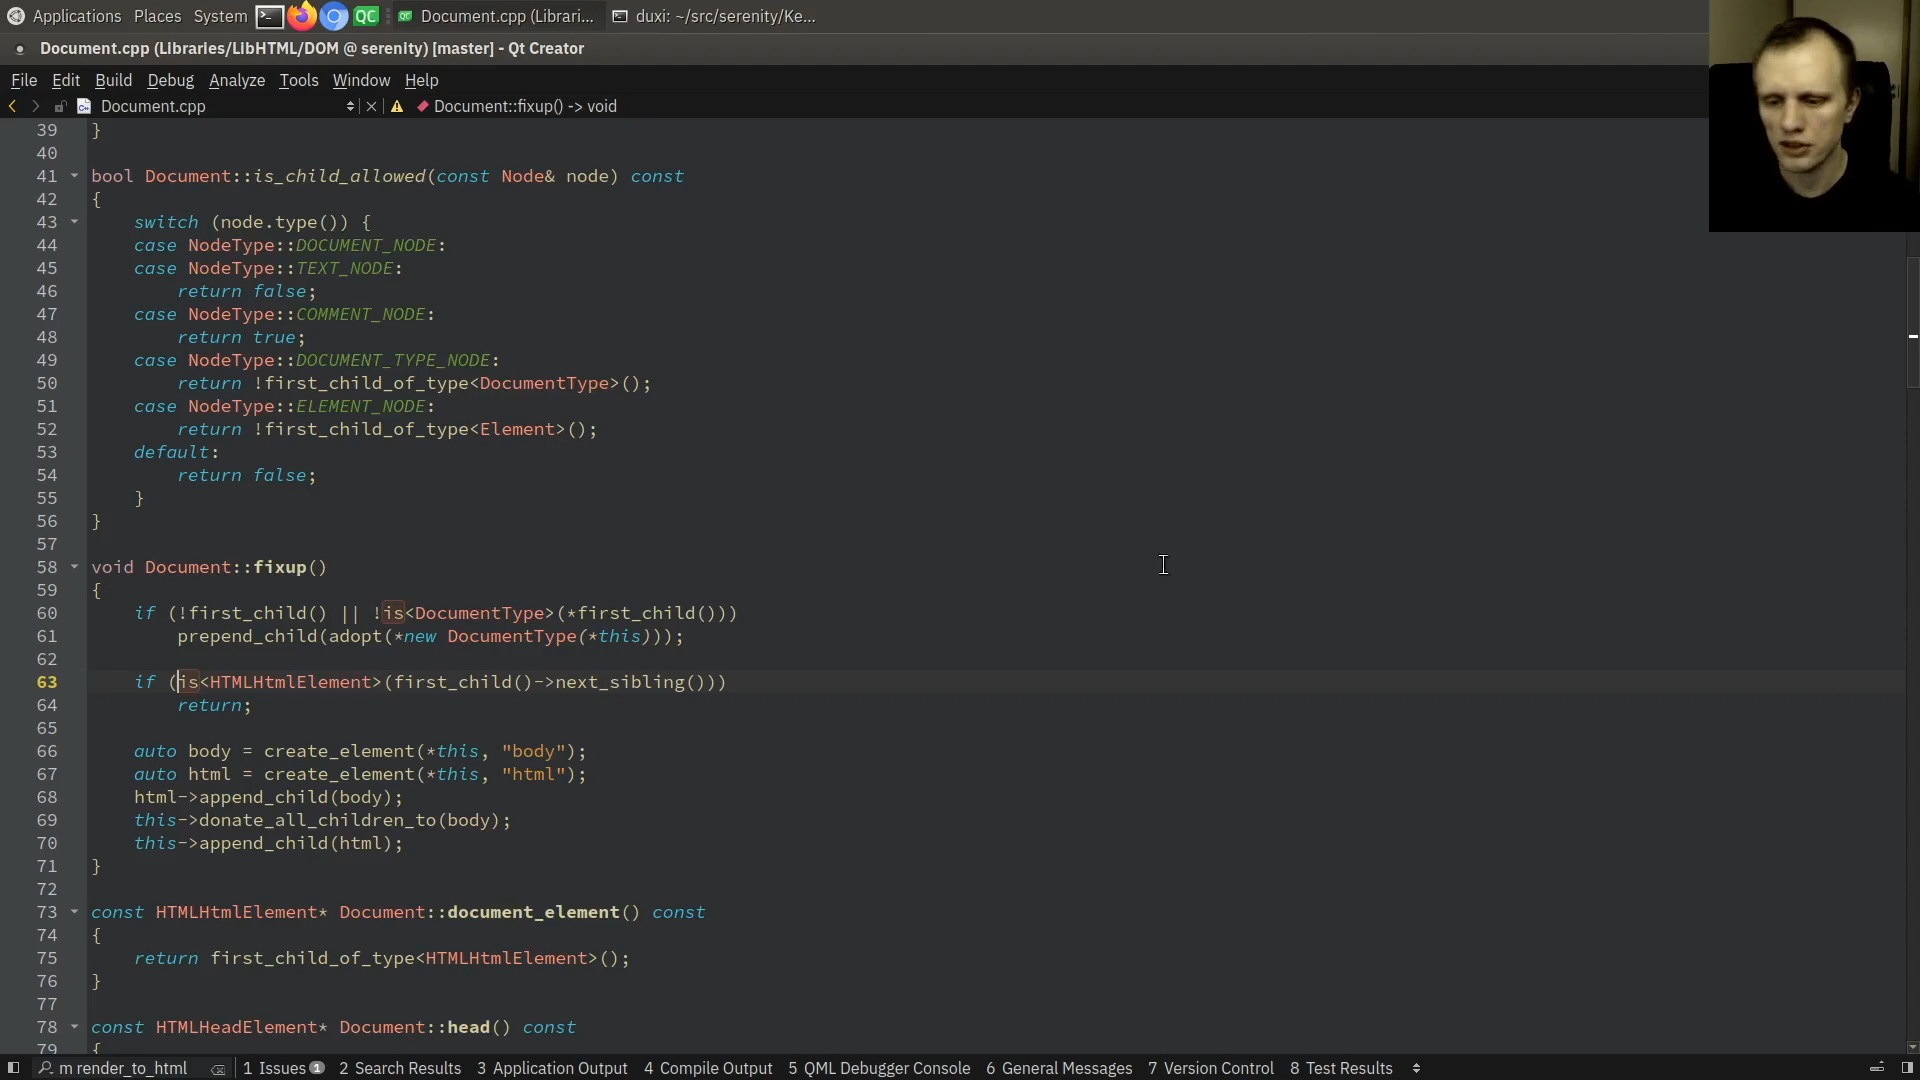 Applications Places System QC QC Document.cpp (Librari... duxi: ~/src/serenity/Ke...
Document.cpp (Libraries/LibHTML/DOM @ serenity) [master] - Qt Creator
File Edit Build Debug Analyze Tools Window Help
Document.cpp Document::fixup() -> void
39 }
40
41 bool Document::is_child_allowed(const Node& node) const
42 {
43 switch (node.type()) {
44 case NodeType::DOCUMENT_NODE:
45 case NodeType::TEXT_NODE:
46 return false;
47 case NodeType::COMMENT_NODE:
48 return true;
49 case NodeType::DOCUMENT_TYPE_NODE:
50 return !first_child_of_type<DocumentType>();
51 case NodeType::ELEMENT_NODE:
52 return !first_child_of_type<Element>();
53 default:
54 return false;
55 }
56 }
57
58 void Document::fixup()
59 {
60 if (!first_child() || !is<DocumentType>(*first_child()))
61 prepend_child(adopt(*new DocumentType(*this)));
62
63 if (is<HTMLHtmlElement>(first_child()->next_sibling()))
64 return;
65
66 auto body = create_element(*this, "body");
67 auto html = create_element(*this, "html");
68 html->append_child(body);
69 this->donate_all_children_to(body);
70 this->append_child(html);
71 }
72
73 const HTMLHtmlElement* Document::document_element() const
74 {
75 return first_child_of_type<HTMLHtmlElement>();
76 }
77
78 const HTMLHeadElement* Document::head() const
79 {
m render_to_html 1 Issues 1 2 Search Results 3 Application Output 4 Compile Output 5 QML Debugger Console 6 General Messages 7 Version Control 8 Test Results